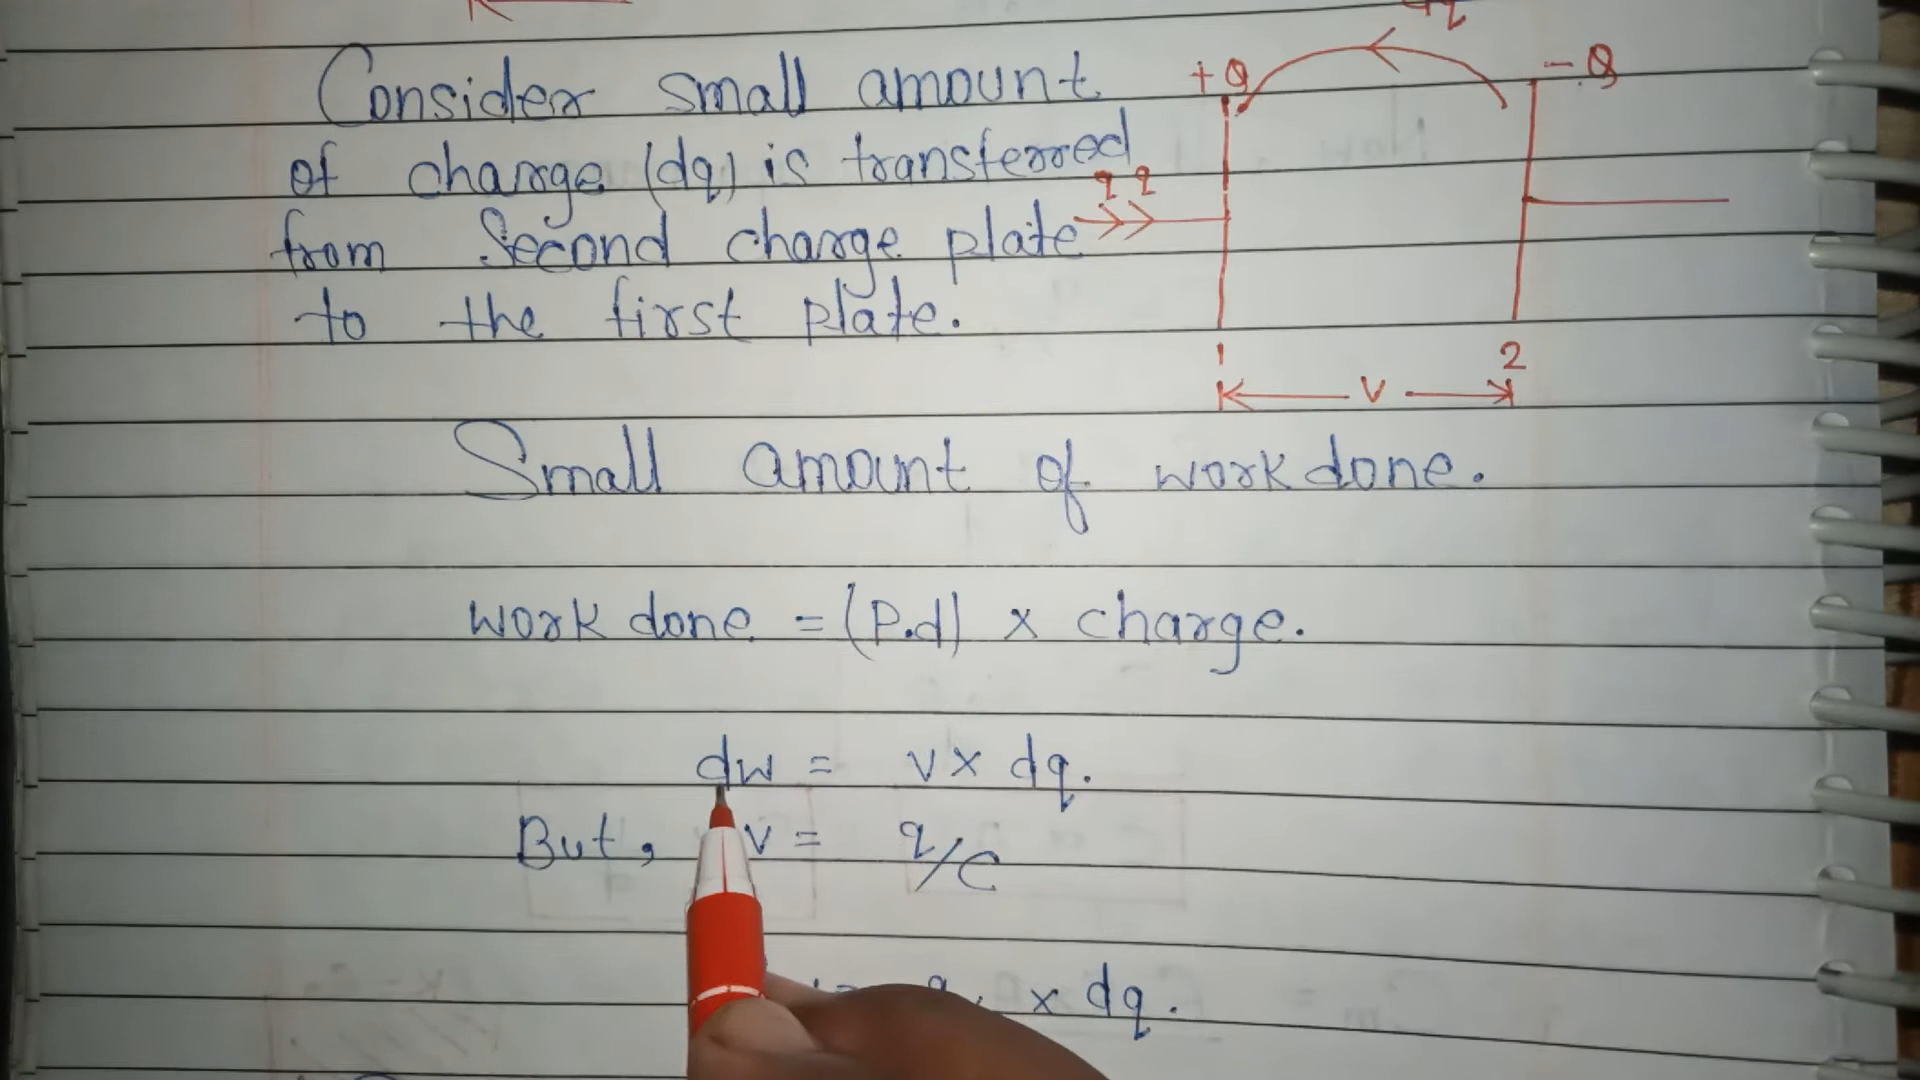 Consider small amount
of charge (dq) is transferred
from Second charge plate
to the first plate.
+Q
-Q
q q
1
2
V
Small amount of work done.
work done = (P.d) x charge.
dw = v x dq.
But, v = q/C
x dq.